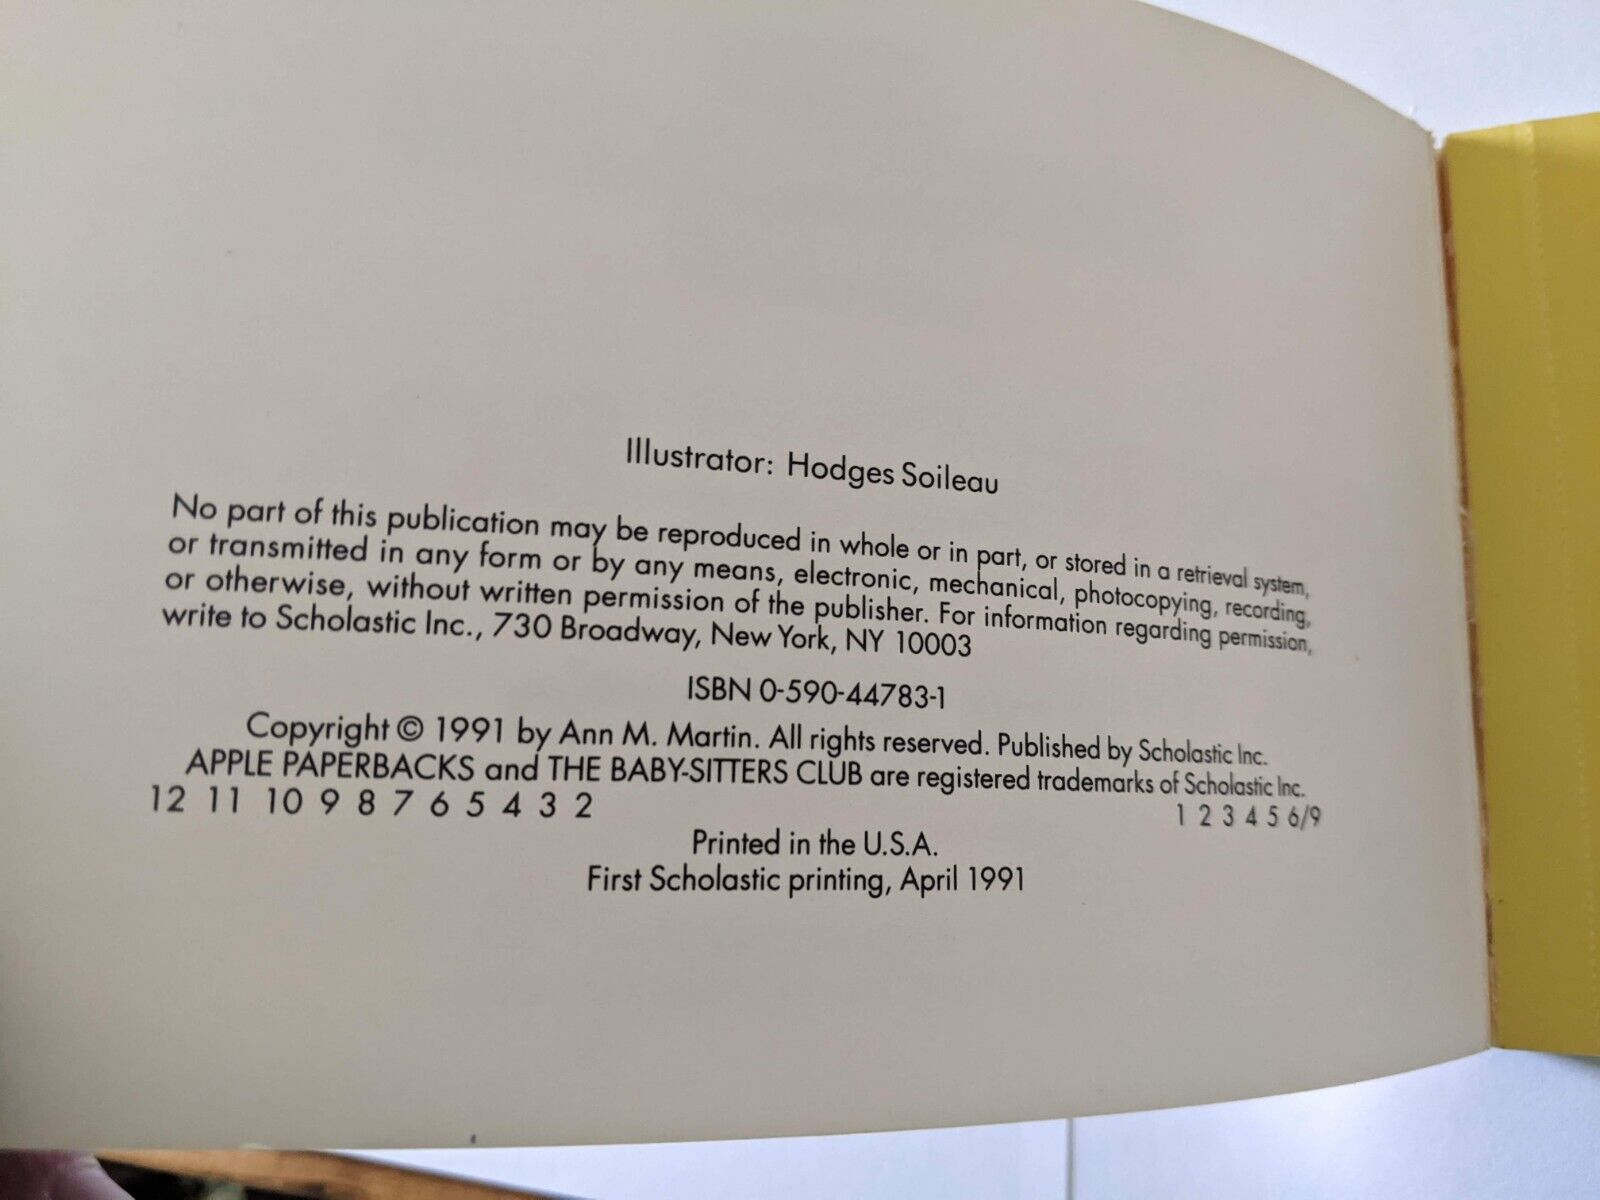 Illustrator: Hodges Soileau
No part of this publication may be reproduced in whole or in part, or stored in a retrieval system,
or transmitted in any form or by any means, electronic, mechanical, photocopying, recording,
or otherwise, without written permission of the publisher. For information regarding permission,
write to Scholastic Inc., 730 Broadway, New York, NY 10003
ISBN 0-590-44783-1
Copyright © 1991 by Ann M. Martin. All rights reserved. Published by Scholastic Inc.
APPLE PAPERBACKS and THE BABY-SITTERS CLUB are registered trademarks of Scholastic Inc.
12 11 10 9 8 7 6 5 4 3 2 1 2 3 4 5 6/9
Printed in the U.S.A.
First Scholastic printing, April 1991